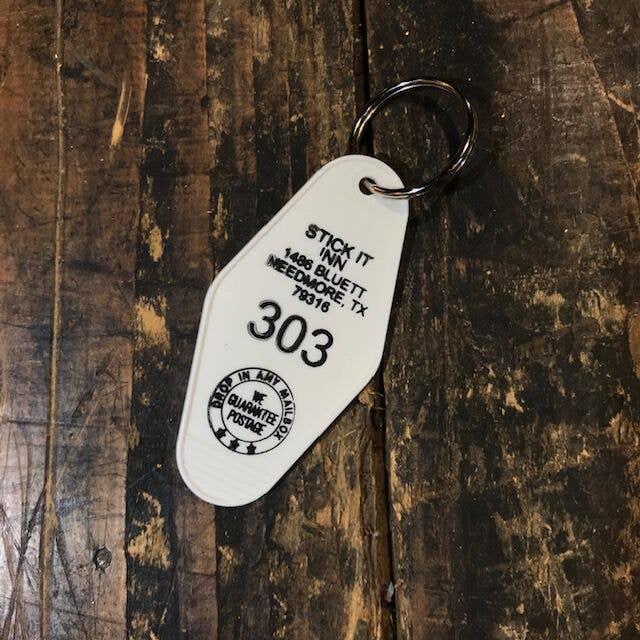 STICK IT
INN
1486 BLUETT
NEEDMORE, TX
79316
303
DROP IN ANY MAILBOX
WE
GUARANTEE
POSTAGE